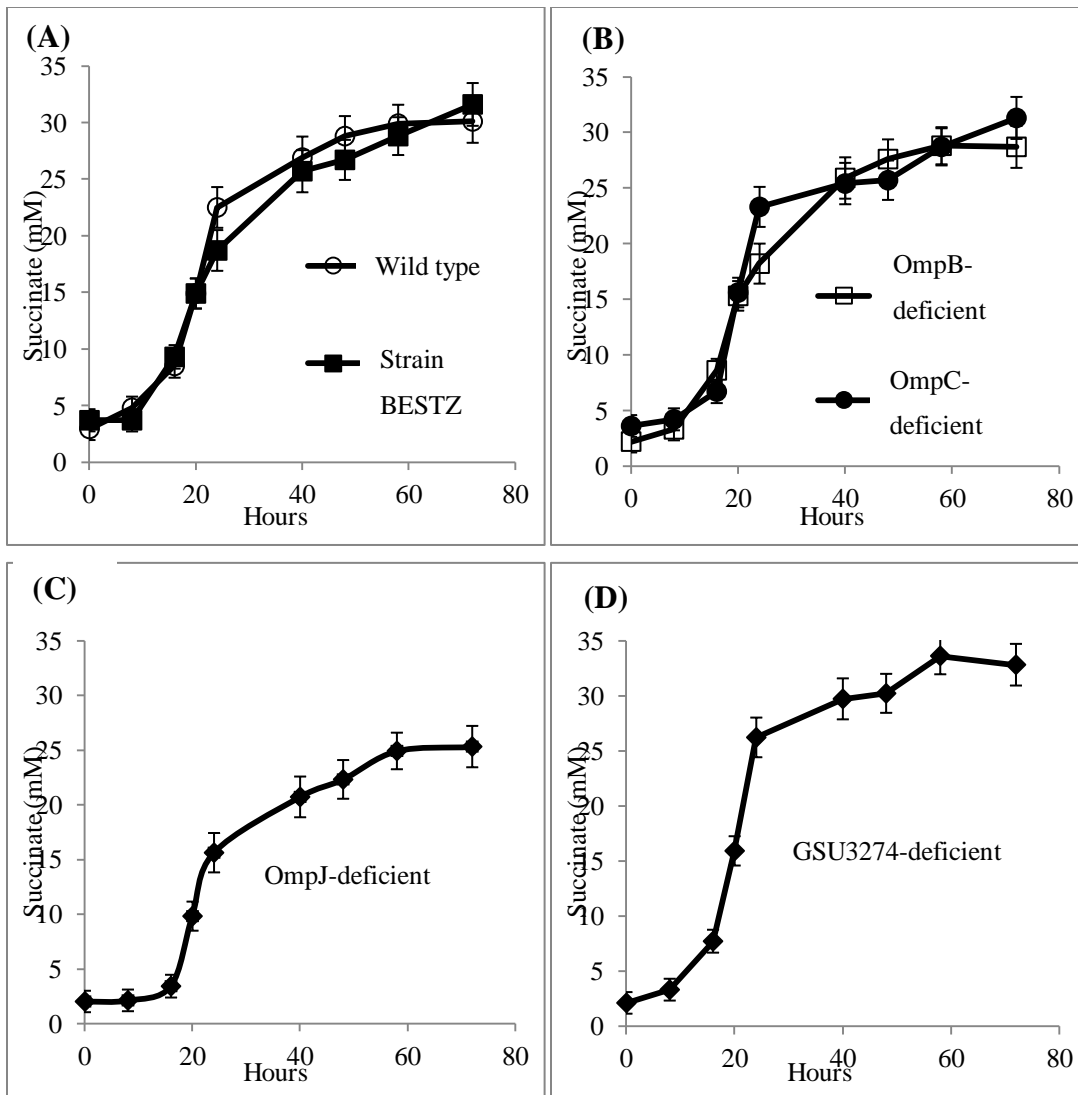 (A)
35
30
25
20
15
10
5
0
Succinate (mM)
Wild type
Strain
BESTZ
0 20 40 60 80
Hours
(B)
35
30
25
20
15
10
5
0
Succinate (mM)
OmpB-
deficient
OmpC-
deficient
0 20 40 60 80
Hours
(C)
35
30
25
20
15
10
5
0
Succinate (mM)
OmpJ-deficient
0 20 40 60 80
Hours
(D)
35
30
25
20
15
10
5
0
Succinate (mM)
GSU3274-deficient
0 20 40 60 80
Hours